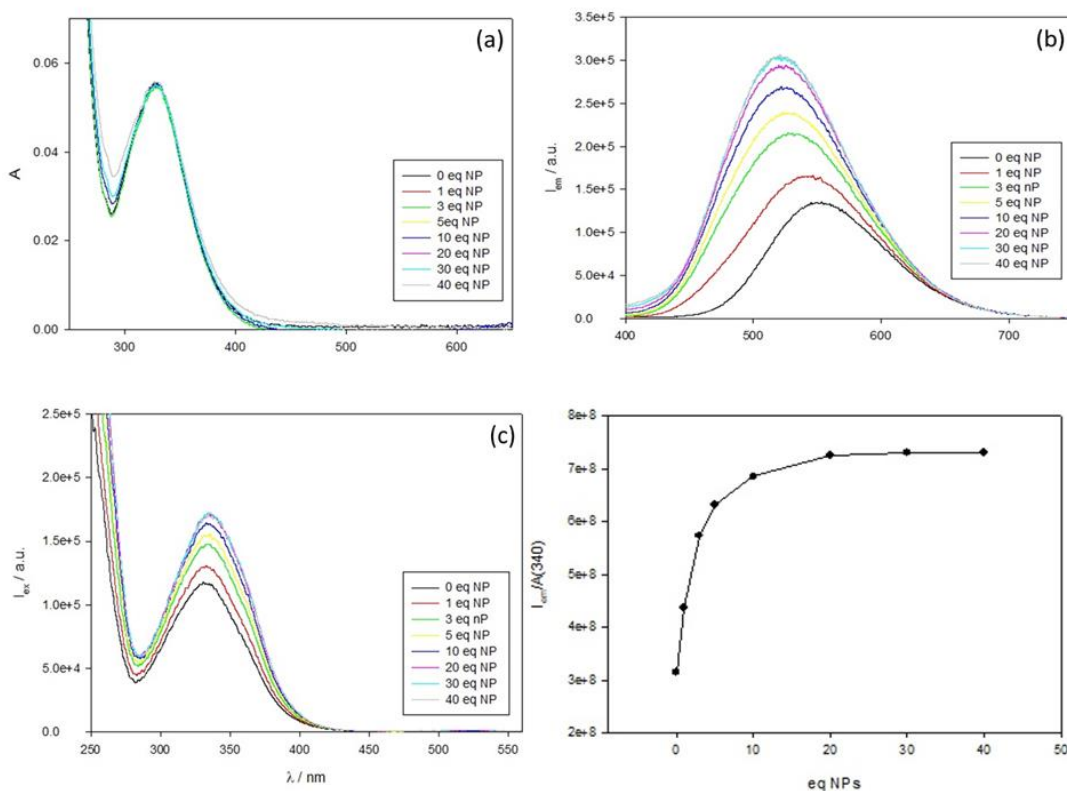 (a)
A
0.06
0.04
0.02
0.00
300
400
500
600
0 eq NP
1 eq NP
3 eq NP
5eq NP
10 eq NP
20 eq NP
30 eq NP
40 eq NP
(b)
I em / a.u.
3.5e+5
3.0e+5
2.5e+5
2.0e+5
1.5e+5
1.0e+5
5.0e+4
0.0
400
500
600
700
0 eq NP
1 eq NP
3 eq nP
5 eq NP
10 eq NP
20 eq NP
30 eq NP
40 eq NP
(c)
I ex / a.u.
2.5e+5
2.0e+5
1.5e+5
1.0e+5
5.0e+4
0.0
250
300
350
400
450
500
550
λ / nm
0 eq NP
1 eq NP
3 eq nP
5 eq NP
10 eq NP
20 eq NP
30 eq NP
40 eq NP
I em/A(340)
8e+8
7e+8
6e+8
5e+8
4e+8
3e+8
2e+8
0
10
20
30
40
50
eq NPs